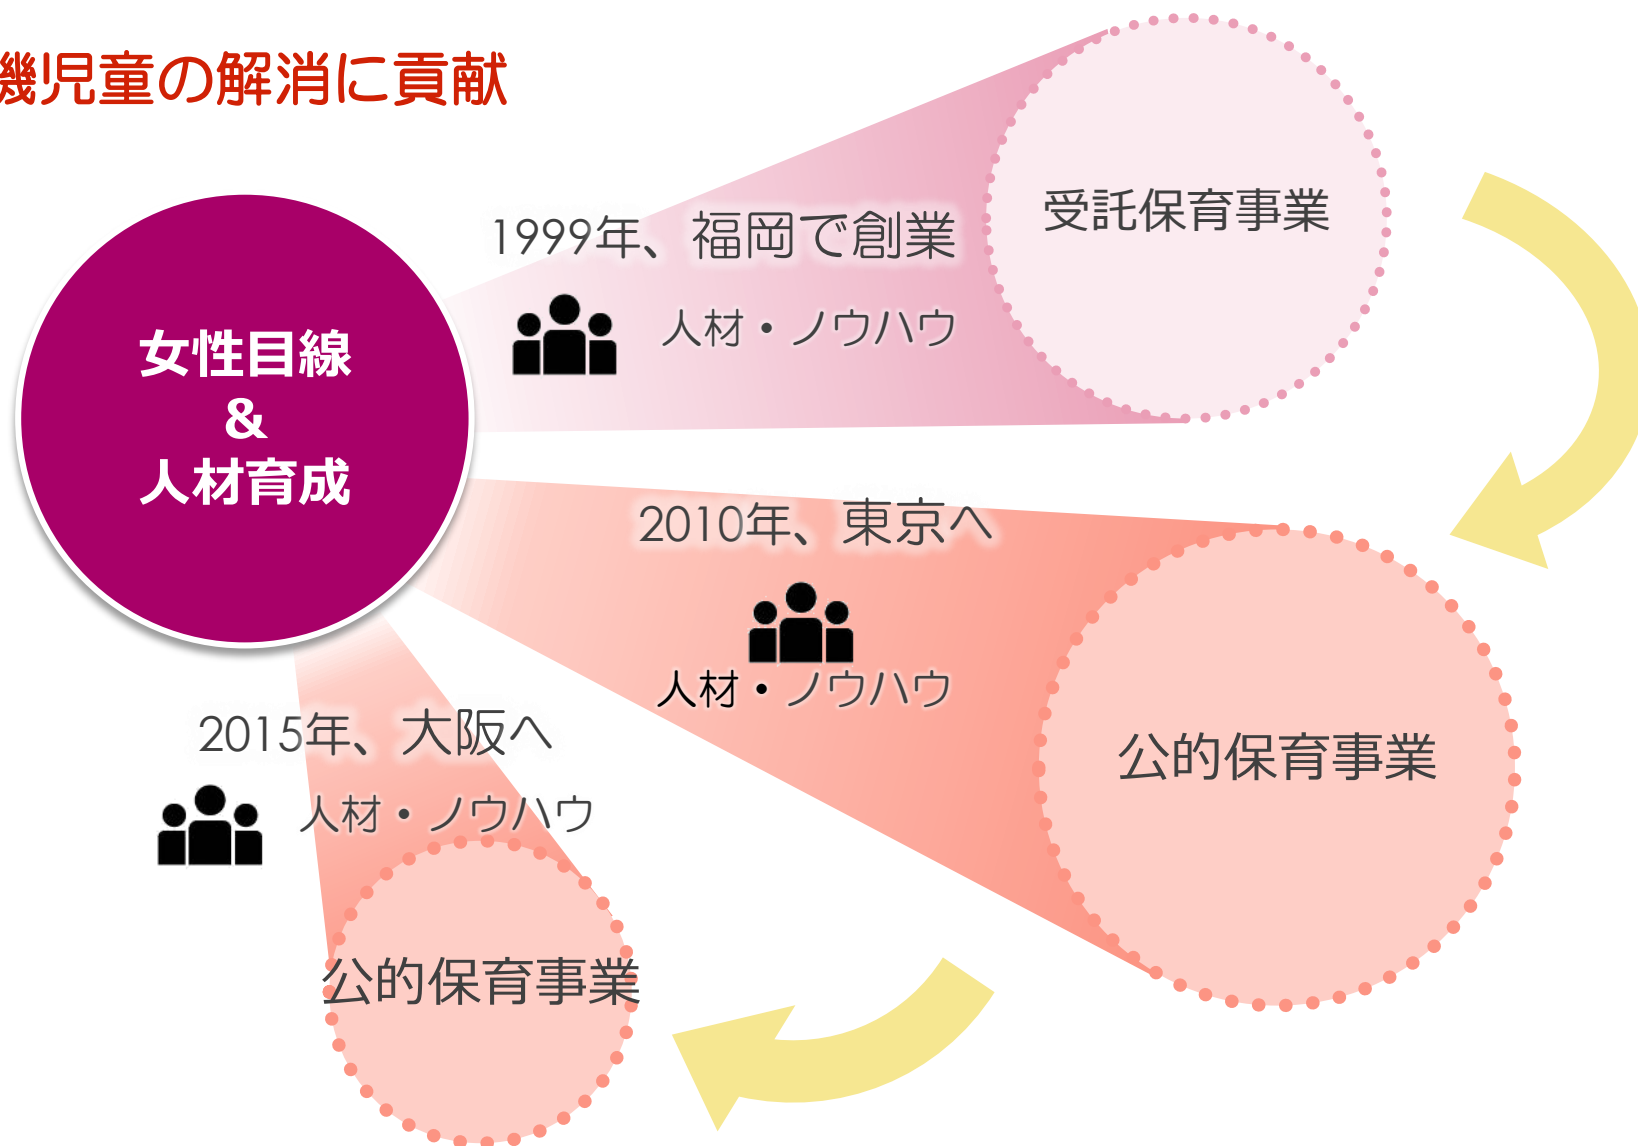 機児童の解消に貢献
受託保育事業
1999年、福岡で創業
人材・ノウハウ
女性目線
&
人材育成
2010年、東京へ
人材・ノウハウ
公的保育事業
2015年、大阪へ
人材・ノウハウ
公的保育事業